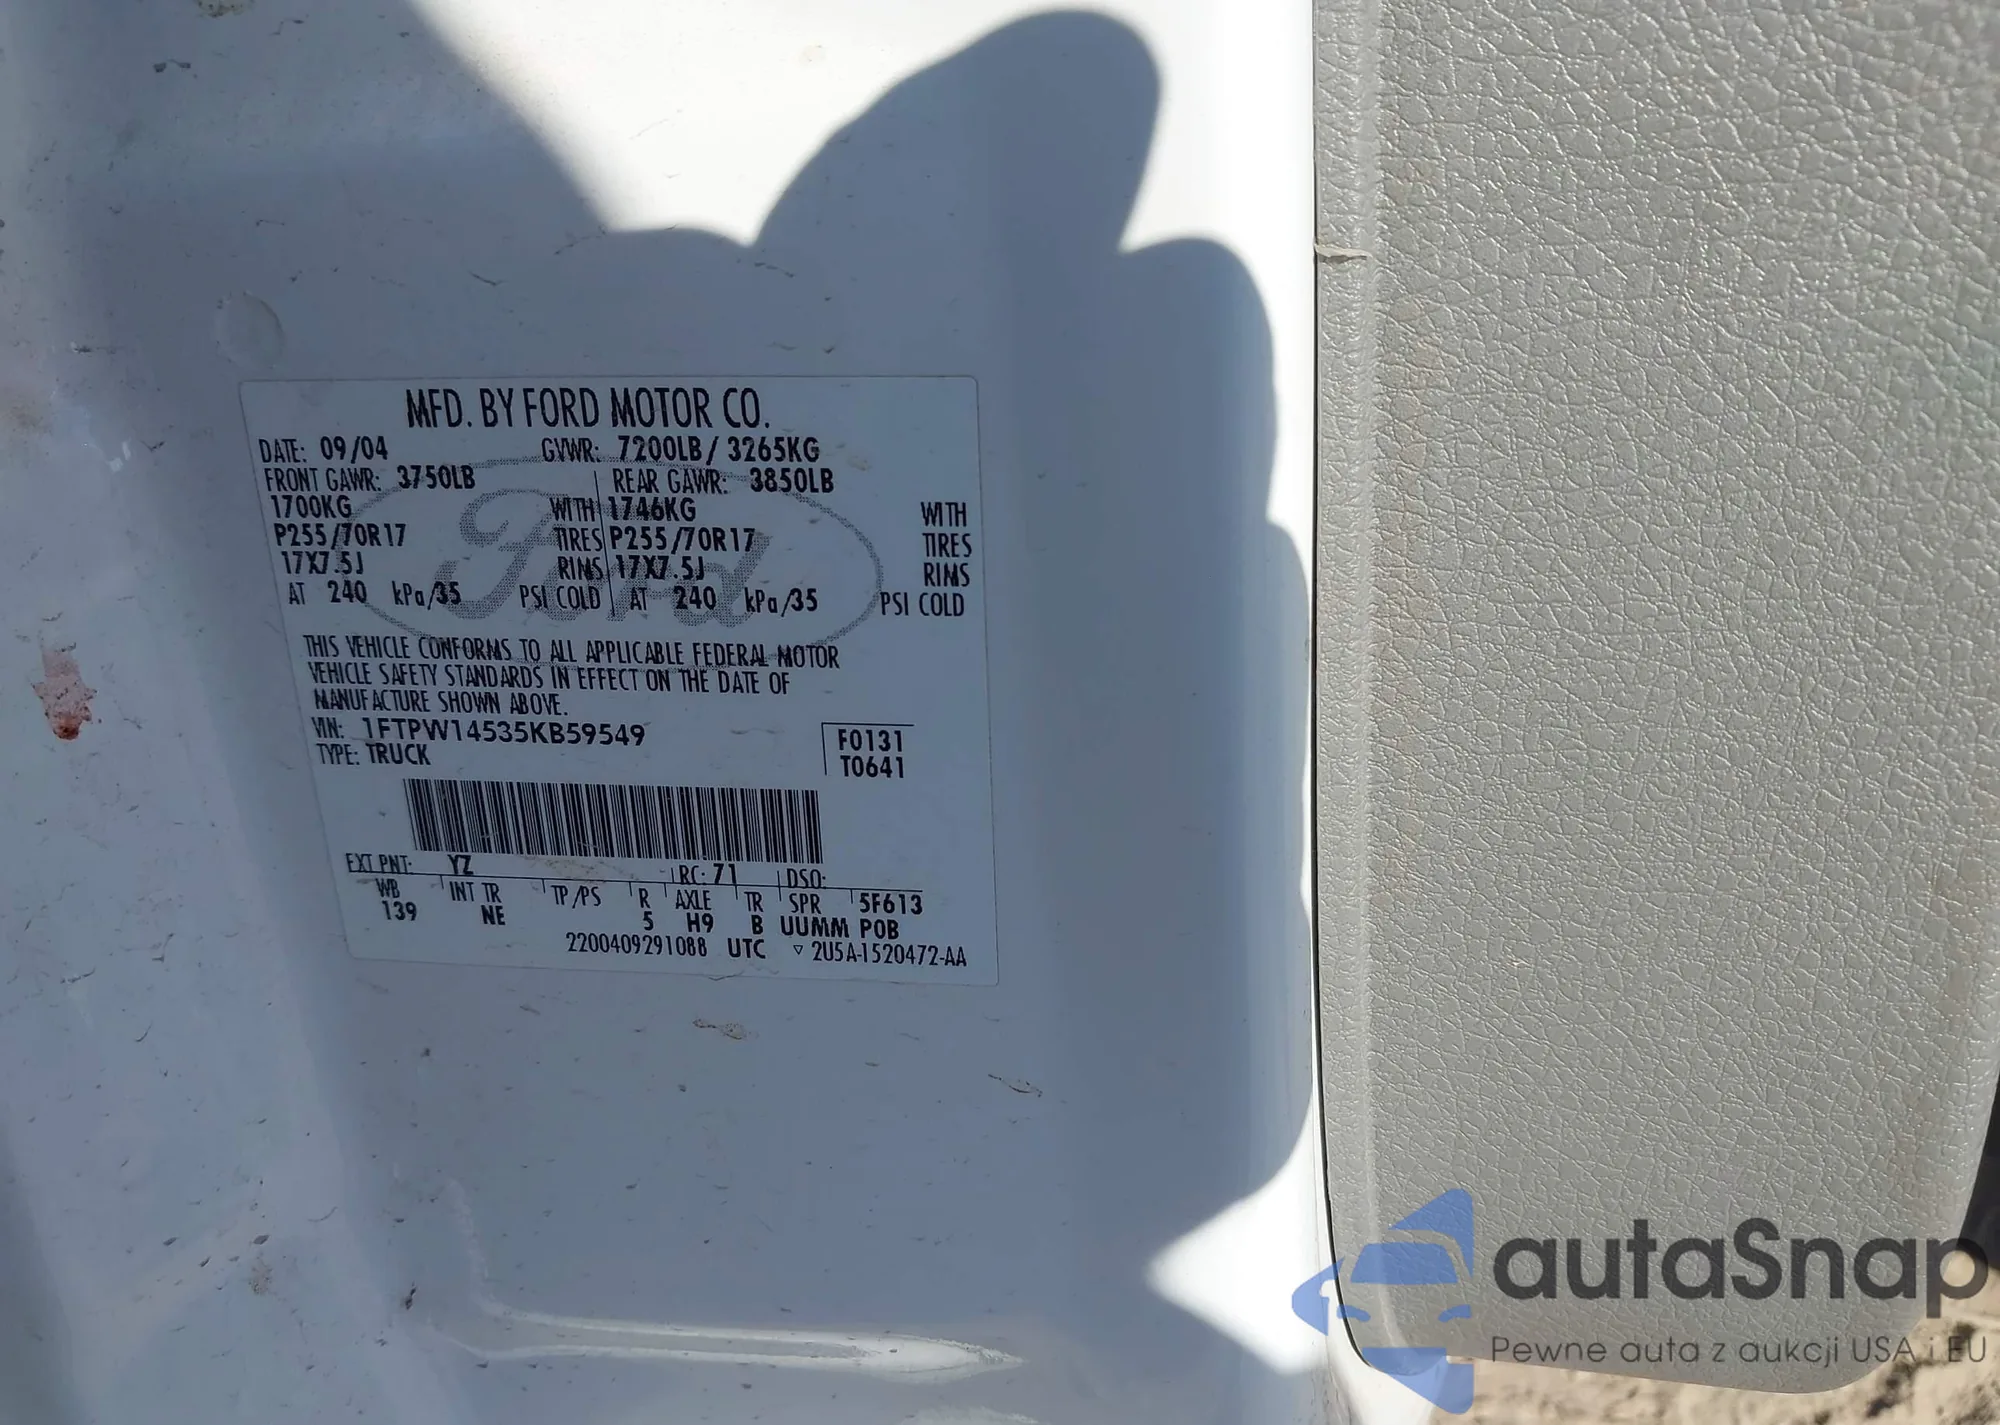 MFD. BY FORD MOTOR CO.
DATE: 09/04 GVWR: 7200LB / 3265KG
FRONT GAWR: 3750LB REAR GAWR: 3850LB
1700KG WITH 1746KG WITH
P255/70R17 TIRES P255/70R17 TIRES
17X7.5J RIMS 17X7.5J RIMS
AT 240 kPa/35 PSI COLD AT 240 kPa/35 PSI COLD
Ford
THIS VEHICLE CONFORMS TO ALL APPLICABLE FEDERAL MOTOR
VEHICLE SAFETY STANDARDS IN EFFECT ON THE DATE OF
MANUFACTURE SHOWN ABOVE.
VIN: 1FTPW14535KB59549 F0131
TYPE: TRUCK T0641
EXT PNT: YZ RC: 71 DSO:
WB INT TR TP/PS R AXLE TR SPR 5F613
139 NE 5 H9 B UUMM POB
2200409291088 UTC ▽ 2U5A-1520472-AA
autaSnap
Pewne auta z aukcji USA i EU